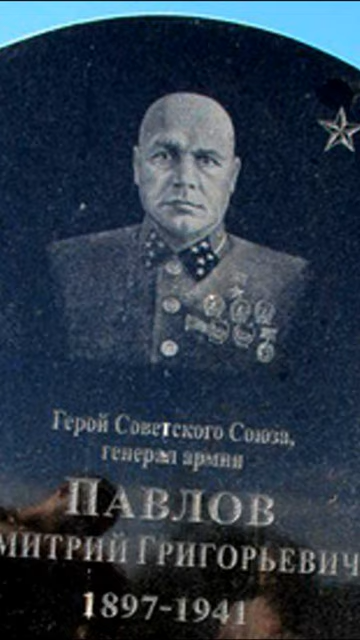 Герой Советского Союза,
генерал армии
ПАВЛОВ
МИТРИЙ ГРИГОРЬЕВИЧ
1897-1941